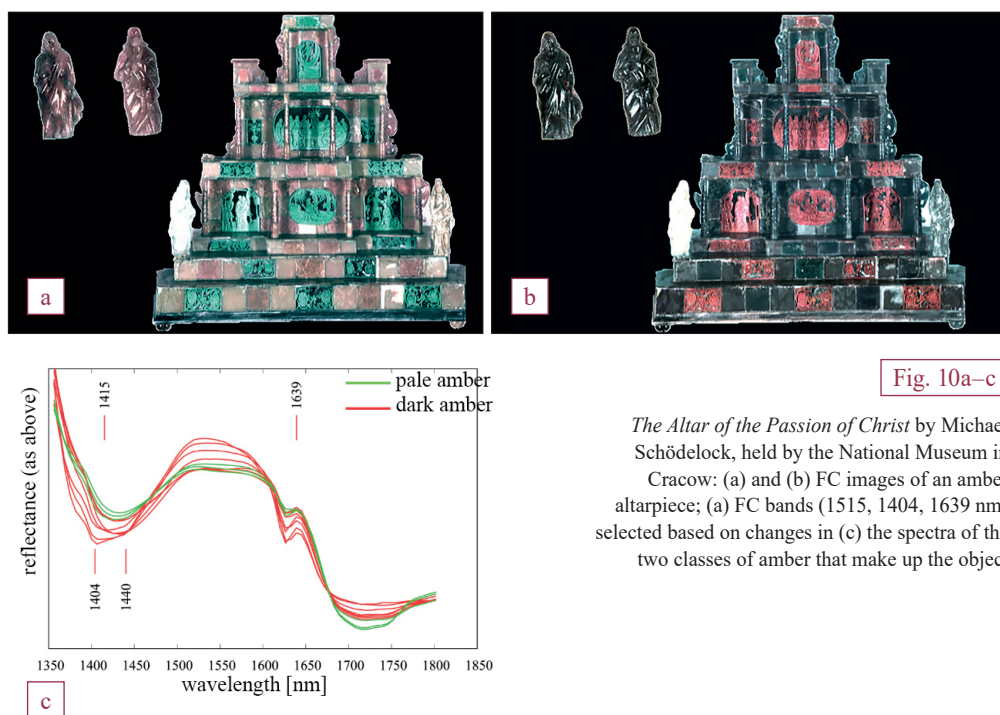 a
b
pale amber
dark amber
1415
1639
1404
1440
reflectance (as above)
1350 1400 1450 1500 1550 1600 1650 1700 1750 1800 1850
wavelength [nm]
c
Fig. 10a–c
The Altar of the Passion of Christ by Michae
Schödelock, held by the National Museum in
Cracow: (a) and (b) FC images of an ambe
altarpiece; (a) FC bands (1515, 1404, 1639 nm
selected based on changes in (c) the spectra of th
two classes of amber that make up the objec